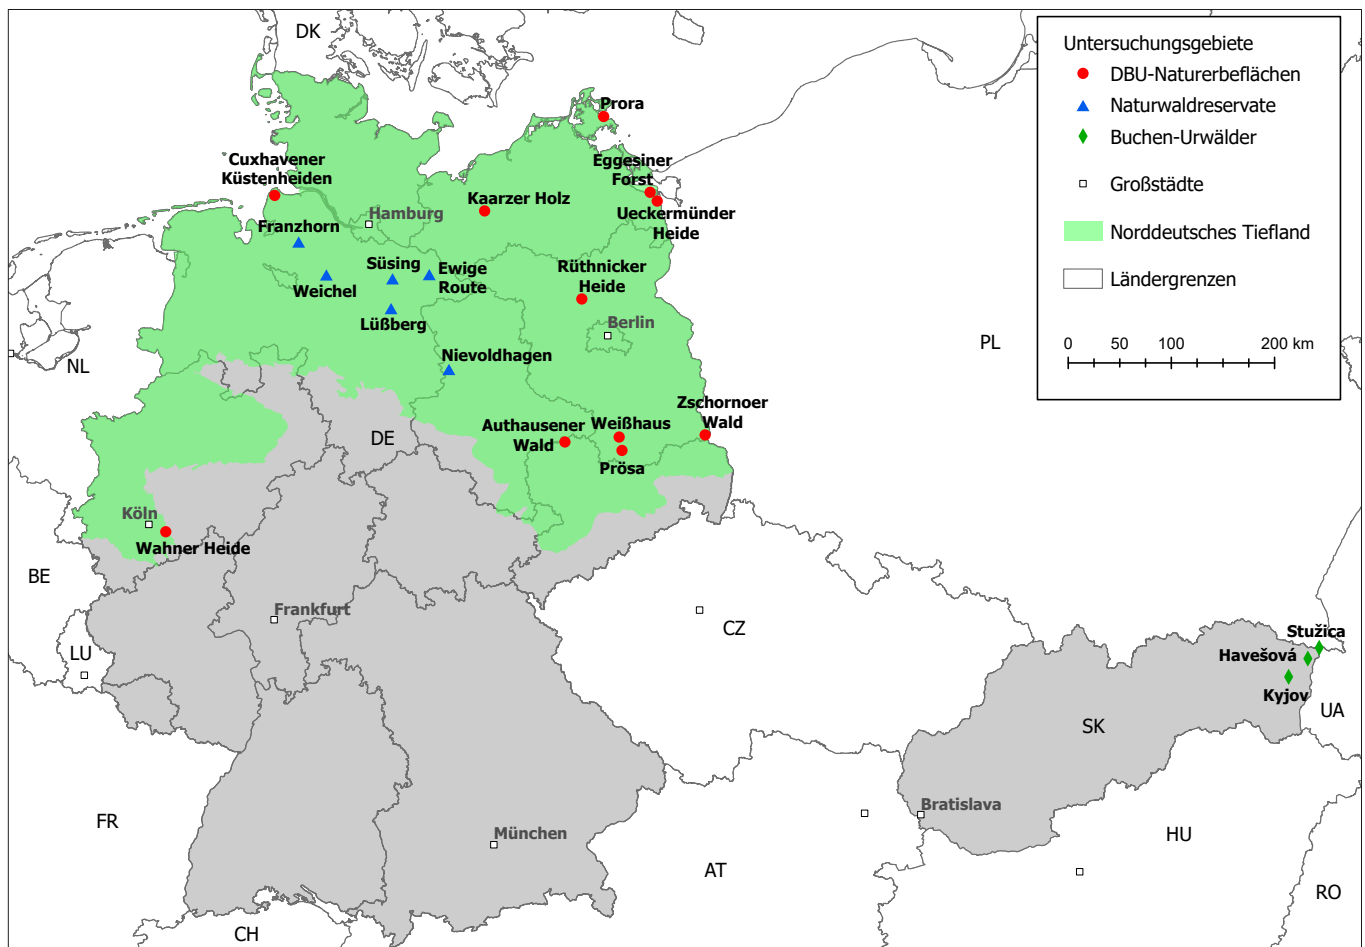 DK
Untersuchungsgebiete
DBU-Naturerbeflächen
Naturwaldreservate
Buchen-Urwälder
Großstädte
Norddeutsches Tiefland
Ländergrenzen
0 50 100 200 km
Prora
Cuxhavener
Küstenheiden
Eggesiner
Forst
Kaarzer Holz
Hamburg
Ueckermünder
Heide
Franzhorn
Süsing
Ewige
Route
Rüthnicker
Heide
Weichel
Lüßberg
Berlin
PL
NL
Nievoldhagen
Zschornoer
Wald
Authausener
Wald
Weißhaus
DE
Prösa
Köln
Wahner Heide
BE
Frankfurt
CZ
LU
Stužica
Havešová
Kyjov
UA
SK
Bratislava
FR
München
HU
AT
RO
CH